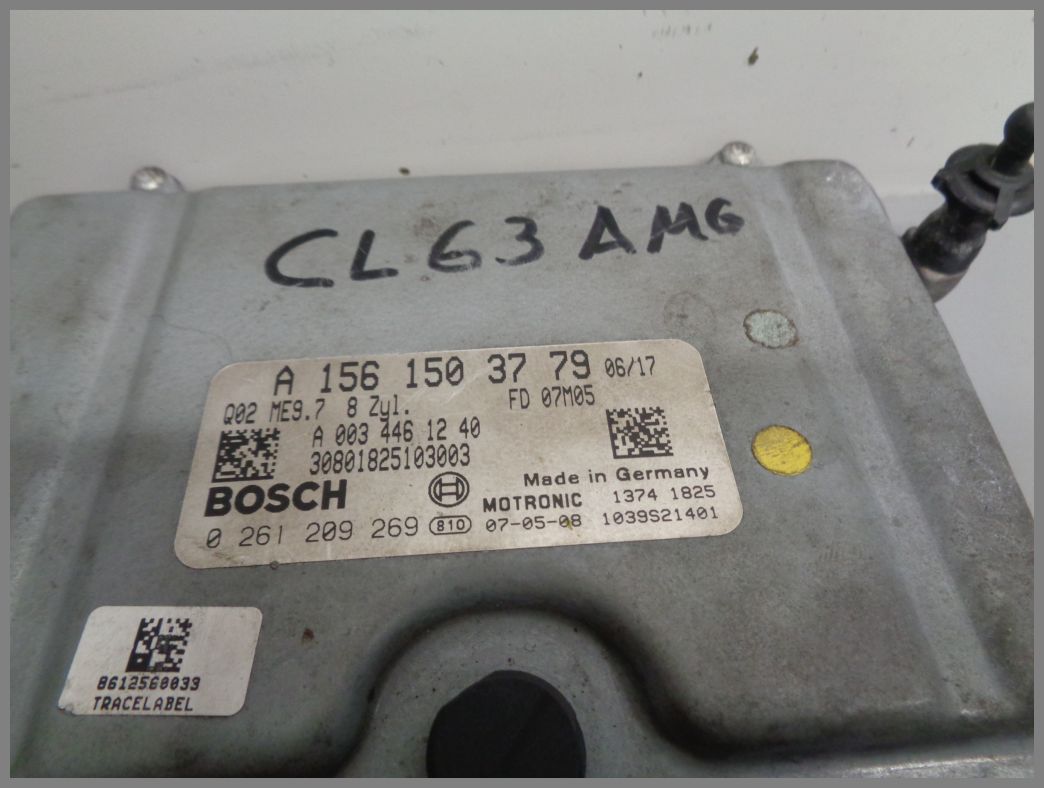 CL 63 AMG
A 156 150 37 79 06/17
Q02 ME9.7 8 Zyl. FD 07M05
A 003 446 12 40
30801825103003
Made in Germany
BOSCH MOTRONIC 1374 1825
0 261 209 269 810 07-05-08 1039S21401
8612560039
TRACELABEL